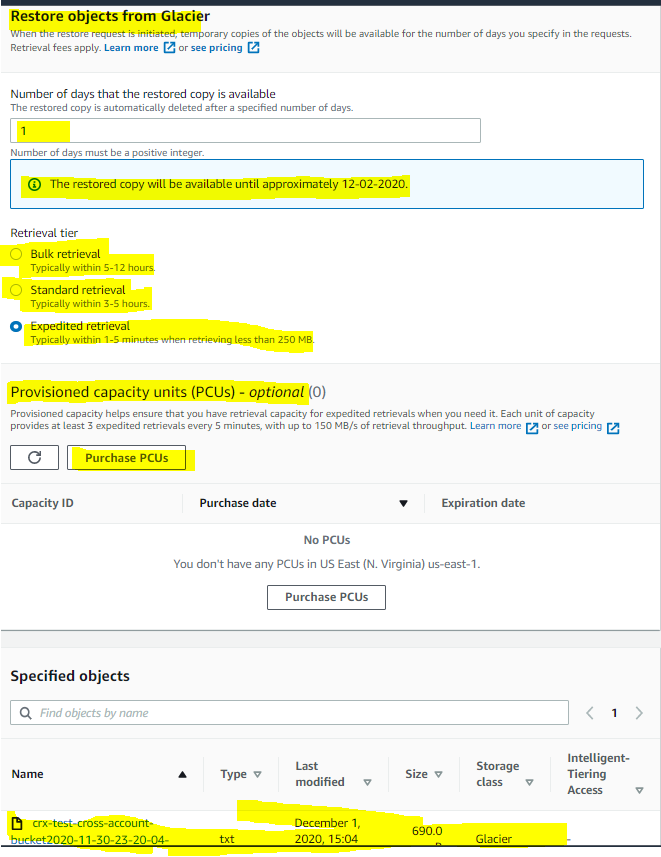 Restore objects from Glacier
When the restore request is initiated, temporary copies of the objects will be available for the number of days you specify in the requests.
Retrieval fees apply. Learn more or see pricing
Number of days that the restored copy is available
The restored copy is automatically deleted after a specified number of days.
1
Number of days must be a positive integer.
The restored copy will be available until approximately 12-02-2020.
Retrieval tier
Bulk retrieval
Typically within 5-12 hours.
Standard retrieval
Typically within 3-5 hours.
Expedited retrieval
Typically within 1-5 minutes when retrieving less than 250 MB.
Provisioned capacity units (PCUs) - optional (0)
Provisioned capacity helps ensure that you have retrieval capacity for expedited retrievals when you need it. Each unit of capacity
provides at least 3 expedited retrievals every 5 minutes, with up to 150 MB/s of retrieval throughput. Learn more or see pricing
Purchase PCUs
Capacity ID Purchase date Expiration date
No PCUs
You don't have any PCUs in US East (N. Virginia) us-east-1.
Purchase PCUs
Specified objects
Find objects by name
1
Name Type Last modified Size Storage class Intelligent-Tiering Access
crx-test-cross-account-
bucket2020-11-30-23-20-04- txt December 1, 2020, 15:04 690.0 Glacier -